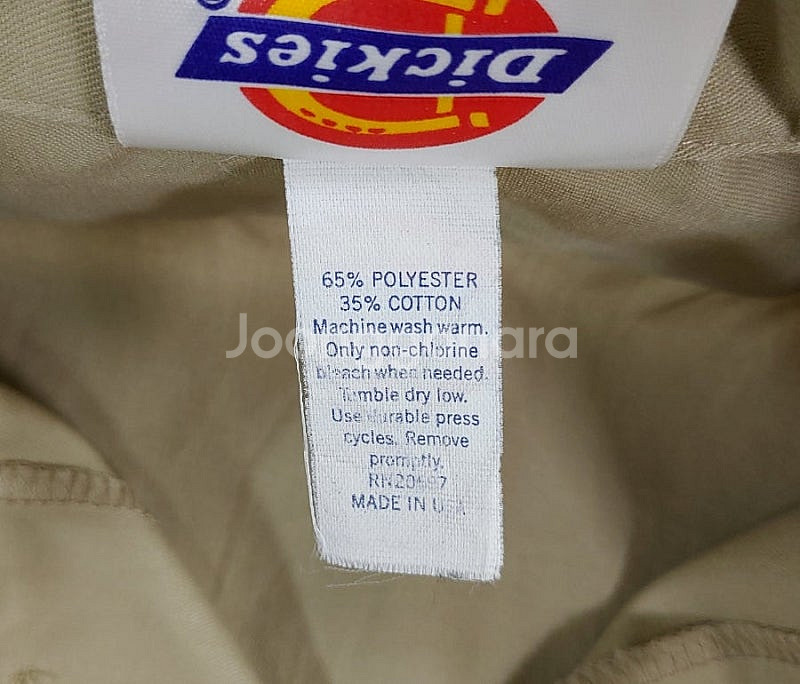 Dickies
65% POLYESTER
35% COTTON
Machine wash warm.
Only non-chlorine
bleach when needed.
Tumble dry low.
Use durable press
cycles. Remove
promptly.
RN20697
MADE IN USA